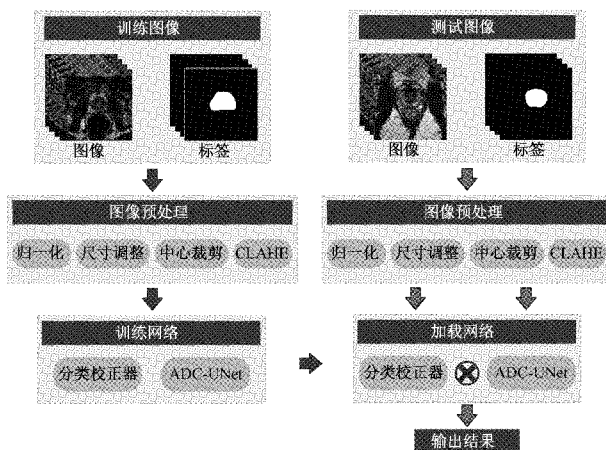 训练图像
图像
标签
图像预处理
归一化
尺寸调整
中心裁剪
CLAHE
训练网络
分类校正器
ADC-UNet
测试图像
图像
标签
图像预处理
归一化
尺寸调整
中心裁剪
CLAHE
加载网络
分类校正器
ADC-UNet
输出结果